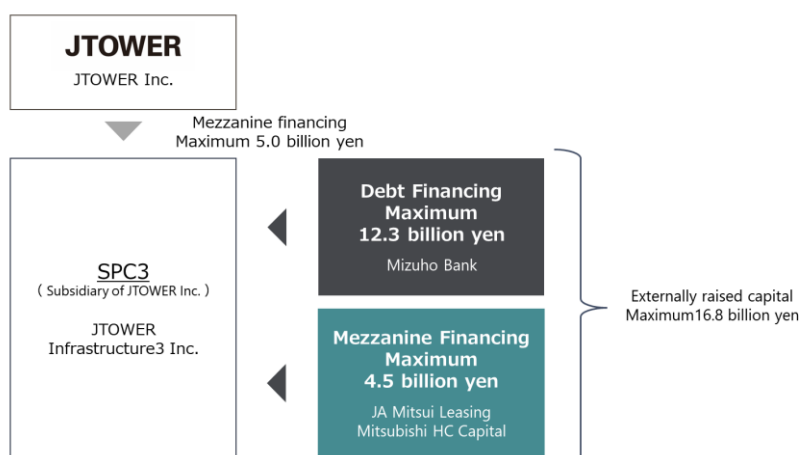 JTOWER
JTOWER Inc.
Mezzanine financing
Maximum 5.0 billion yen
SPC3
( Subsidiary of JTOWER Inc. )
JTOWER
Infrastructure3 Inc.
Debt Financing
Maximum
12.3 billion yen
Mizuho Bank
Mezzanine Financing
Maximum
4.5 billion yen
JA Mitsui Leasing
Mitsubishi HC Capital
Externally raised capital
Maximum16.8 billion yen